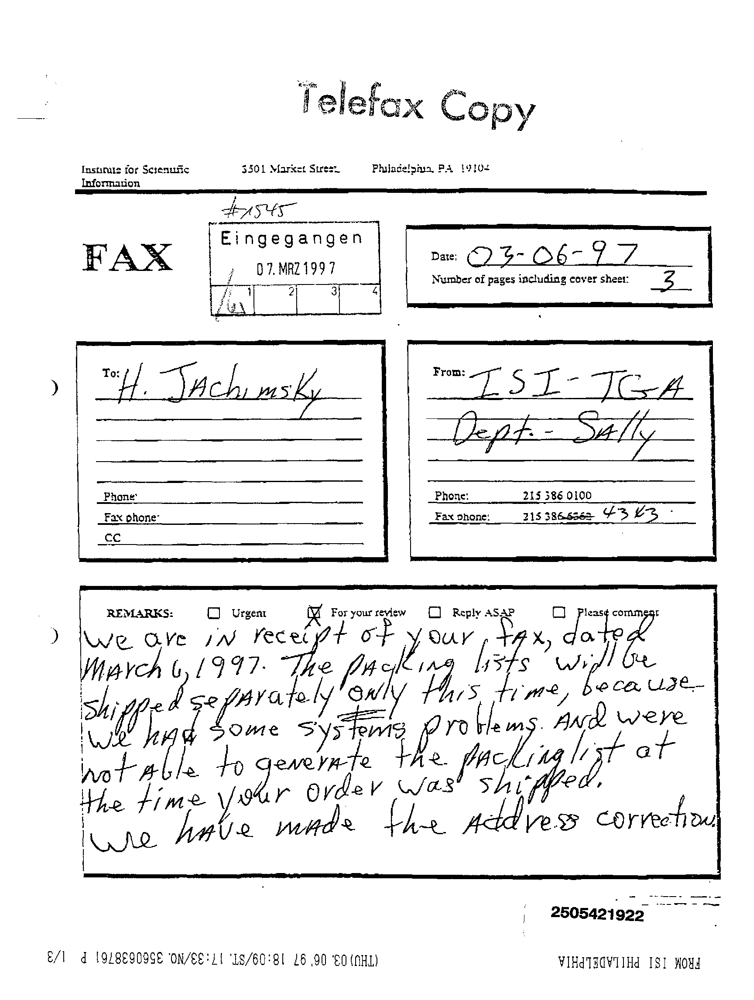 Telefax Copy
Institute for Scientific Information 3501 Market Street, Philadelphia, PA 19104
#1545
Eingegangen
07. MRZ 1997
1 2 3 4
FAX
Date: 03-06-97
Number of pages including cover sheet: 3
To: H. JAchimsky
Phone:
Fax phone:
CC
From: ISI-TGA
Dept.- SAlly
Phone: 215 386 0100
Fax phone: 215 386 6362 4343
REMARKS: Urgent For your review Reply ASAP Please comment
We are in receipt of your fAx, dated
MArch 6, 1997. The pAcking lists will be
shipped sepArately only this time, because
we hAd some systems problems. And were
not Able to generAte the pAcking list at
the time your order was shipped.
We hAve made the Address correction
2505421922
FROM ISI PHILADELPHIA (THU) 03. 06' 97 18:09/ST. 17:33/NO. 3560638761 P 1/3